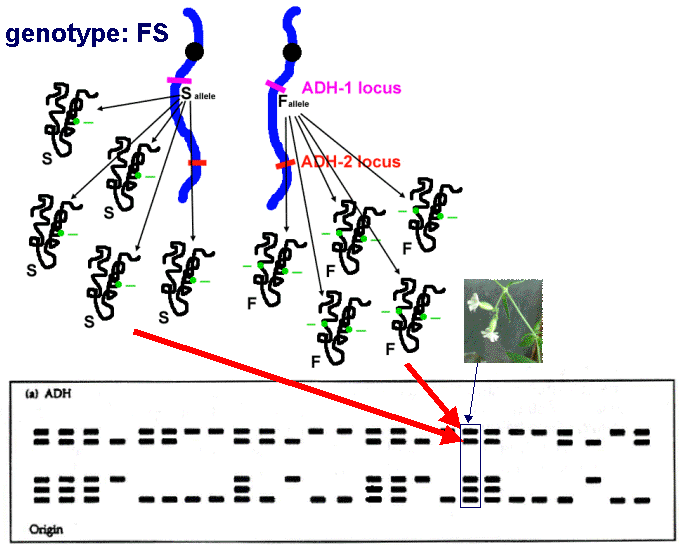 genotype: FS
ADH-1 locus
S allele
F allele
ADH-2 locus
S
S
S
S
S
F
F
F
F
F
(a) ADH
Origin